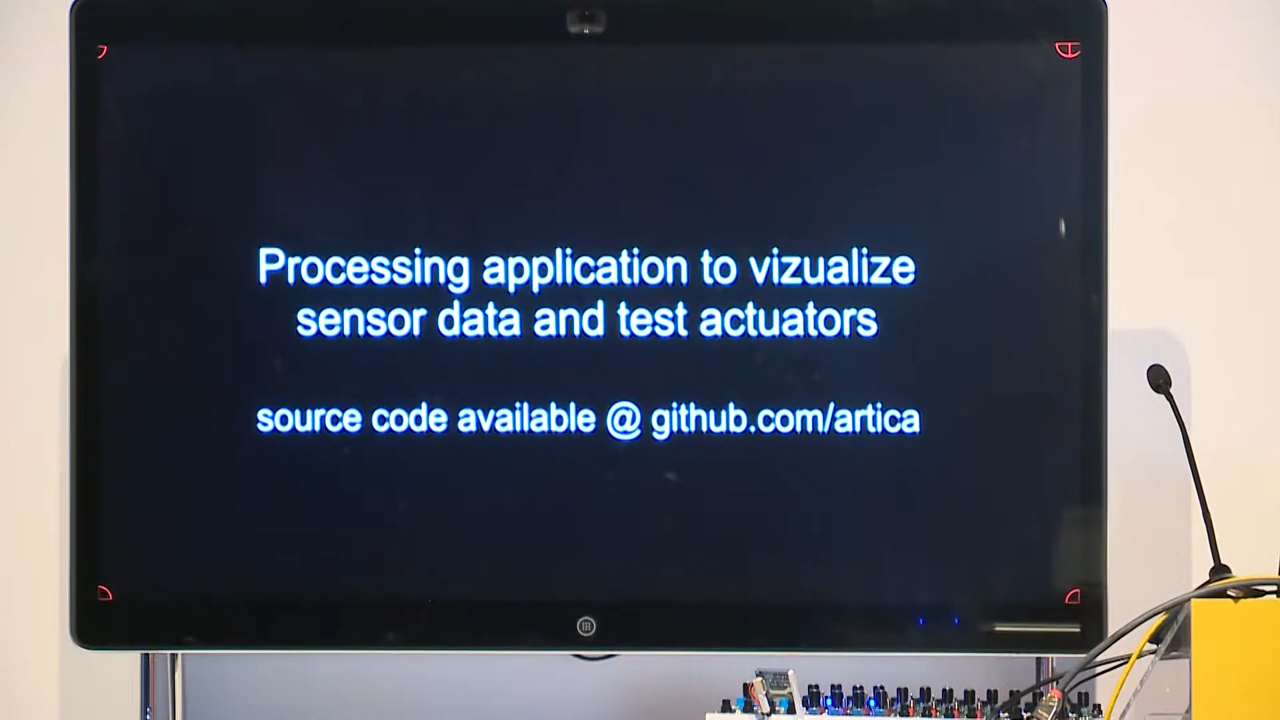 Processing application to vizualize
sensor data and test actuators
source code available @ github.com/artica